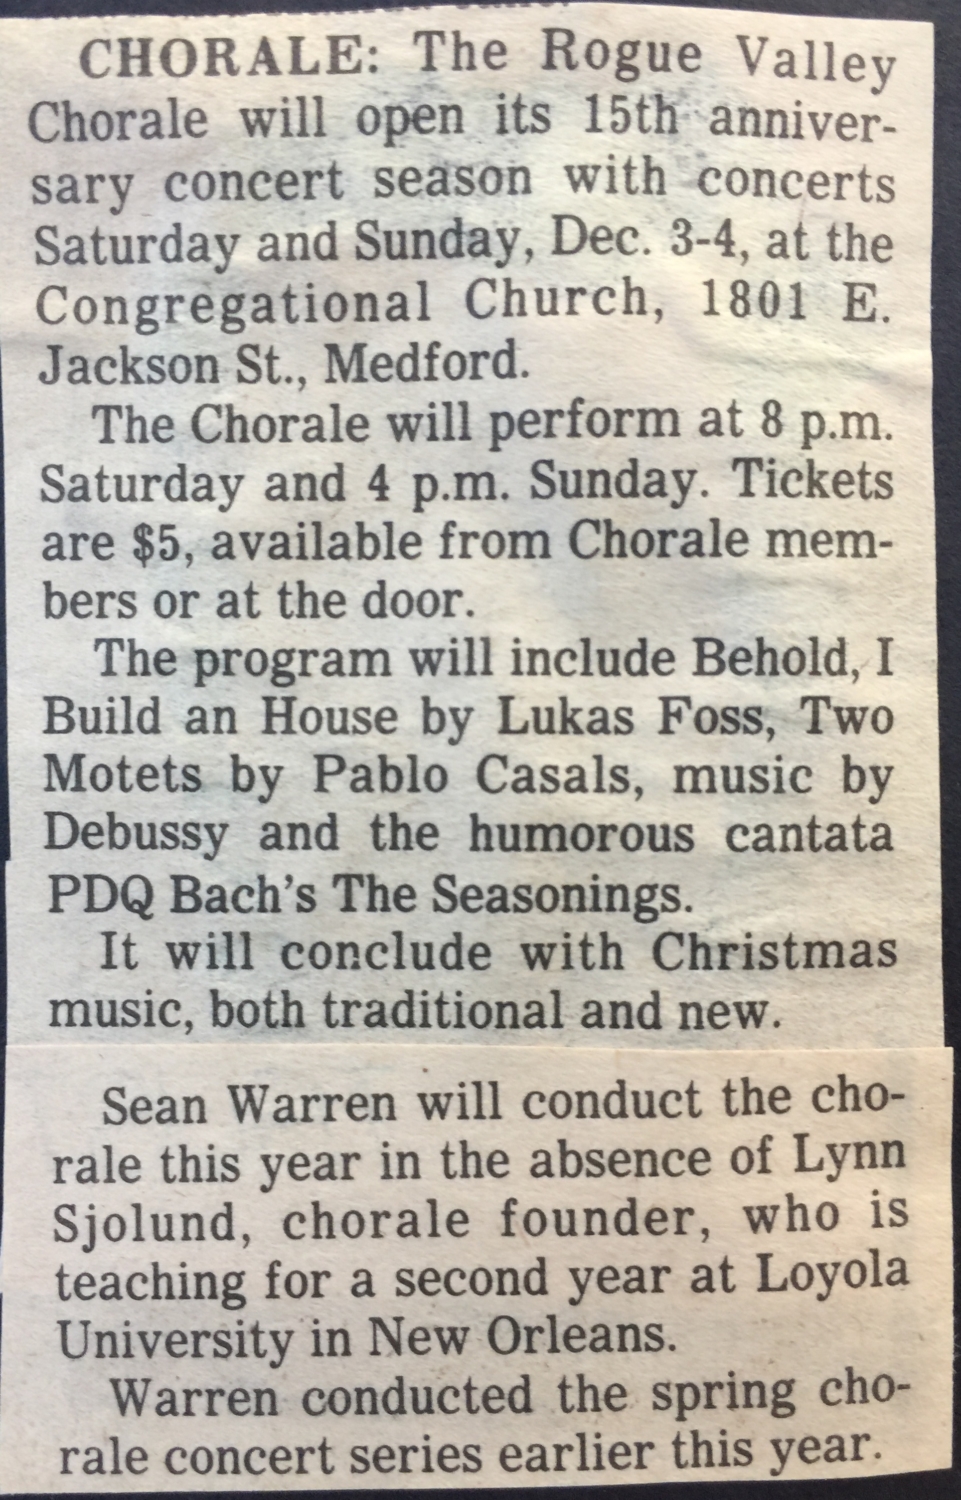 CHORALE: The Rogue Valley
Chorale will open its 15th anniver-
sary concert season with concerts
Saturday and Sunday, Dec. 3-4, at the
Congregational Church, 1801 E.
Jackson St., Medford.
The Chorale will perform at 8 p.m.
Saturday and 4 p.m. Sunday. Tickets
are $5, available from Chorale mem-
bers or at the door.
The program will include Behold, I
Build an House by Lukas Foss, Two
Motets by Pablo Casals, music by
Debussy and the humorous cantata
PDQ Bach's The Seasonings.
It will conclude with Christmas
music, both traditional and new.
Sean Warren will conduct the cho-
rale this year in the absence of Lynn
Sjolund, chorale founder, who is
teaching for a second year at Loyola
University in New Orleans.
Warren conducted the spring cho-
rale concert series earlier this year.